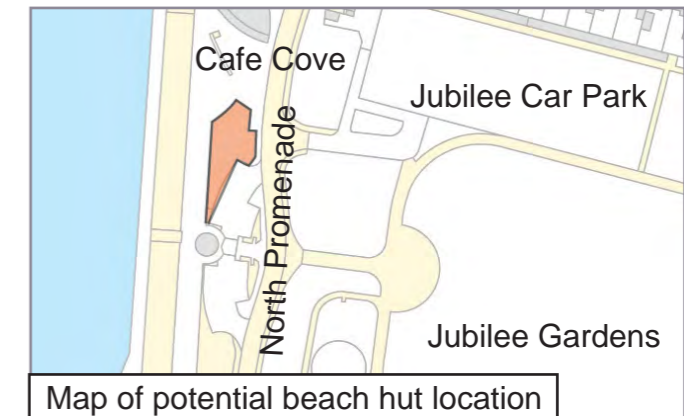 Cafe Cove
Jubilee Car Park
North Promenade
Jubilee Gardens
Map of potential beach hut location